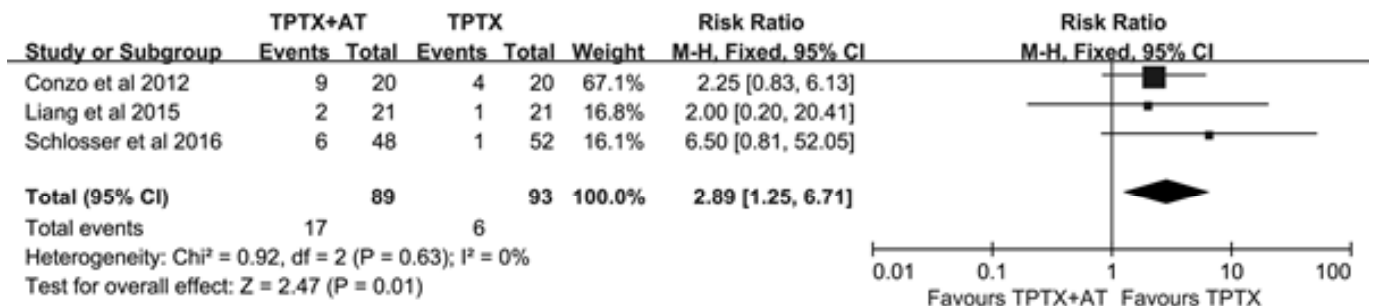 TPTX+AT TPTX Risk Ratio Risk Ratio
Study or Subgroup Events Total Events Total Weight M-H, Fixed, 95% CI M-H, Fixed, 95% CI
Conzo et al 2012 9 20 4 20 67.1% 2.25 [0.83, 6.13]
Liang et al 2015 2 21 1 21 16.8% 2.00 [0.20, 20.41]
Schlosser et al 2016 6 48 1 52 16.1% 6.50 [0.81, 52.05]
Total (95% CI) 89 93 100.0% 2.89 [1.25, 6.71]
Total events 17 6
Heterogeneity: Chi² = 0.92, df = 2 (P = 0.63); I² = 0%
Test for overall effect: Z = 2.47 (P = 0.01)
0.01 0.1 1 10 100
Favours TPTX+AT Favours TPTX